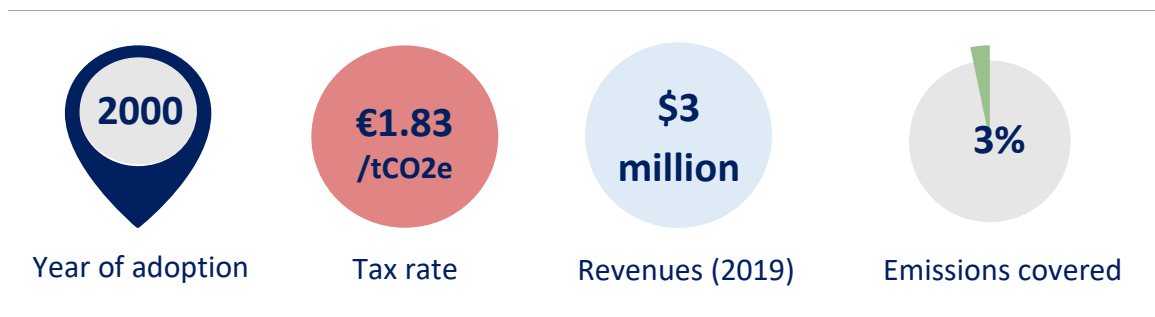 2000
Year of adoption
€1.83
/tCO2e
Tax rate
$3
million
Revenues (2019)
3%
Emissions covered